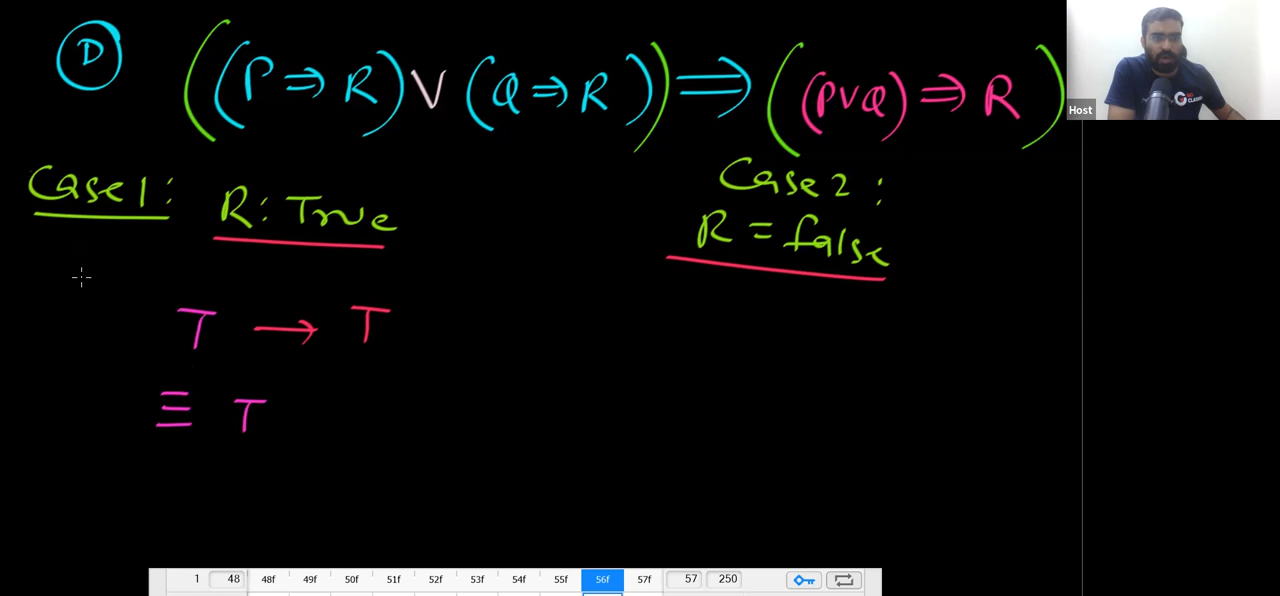 D ((P ⇒ R) ∨ (Q ⇒ R)) ⇒ ((P∨Q) ⇒ R)
Host
Case 1: R: True
Case 2:
R = false
T → T
≡ T
1 48 48f 49f 50f 51f 52f 53f 54f 55f 56f 57f 57 250